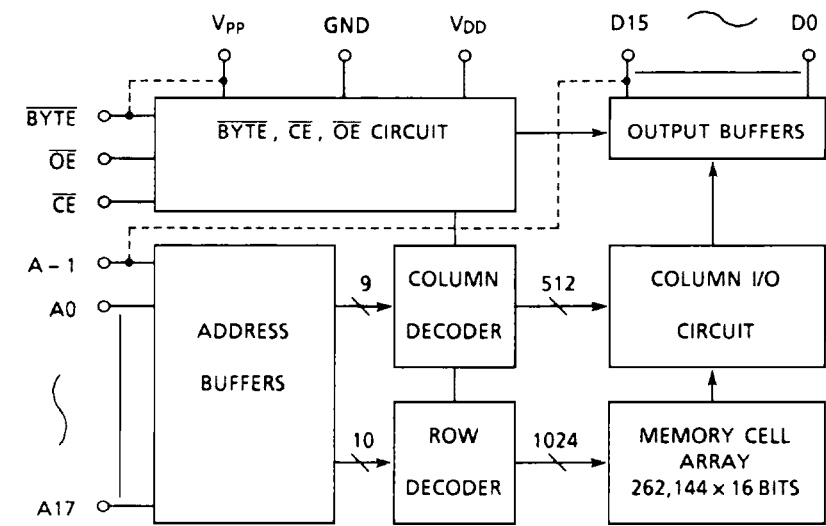 VPP GND VDD D15 D0
BYTE
BYTE, CE, OE CIRCUIT
OUTPUT BUFFERS
OE
CE
A-1
A0
A17
ADDRESS
BUFFERS
9
COLUMN
DECODER
512
COLUMN I/O
CIRCUIT
10
ROW
DECODER
1024
MEMORY CELL
ARRAY
262,144 x 16 BITS